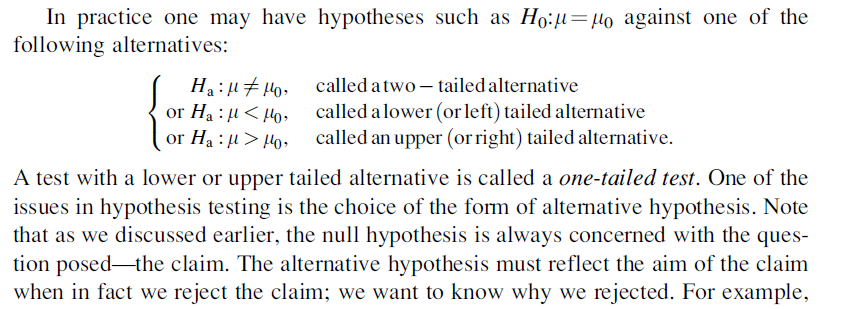 In practice one may have hypotheses such as H₀:μ=μ₀ against one of the
following alternatives:
Hₐ : μ ≠ μ₀, called a two – tailed alternative
or Hₐ : μ < μ₀, called a lower (or left) tailed alternative
or Hₐ : μ > μ₀, called an upper (or right) tailed alternative.
A test with a lower or upper tailed alternative is called a one-tailed test. One of the
issues in hypothesis testing is the choice of the form of alternative hypothesis. Note
that as we discussed earlier, the null hypothesis is always concerned with the ques-
tion posed—the claim. The alternative hypothesis must reflect the aim of the claim
when in fact we reject the claim; we want to know why we rejected. For example,